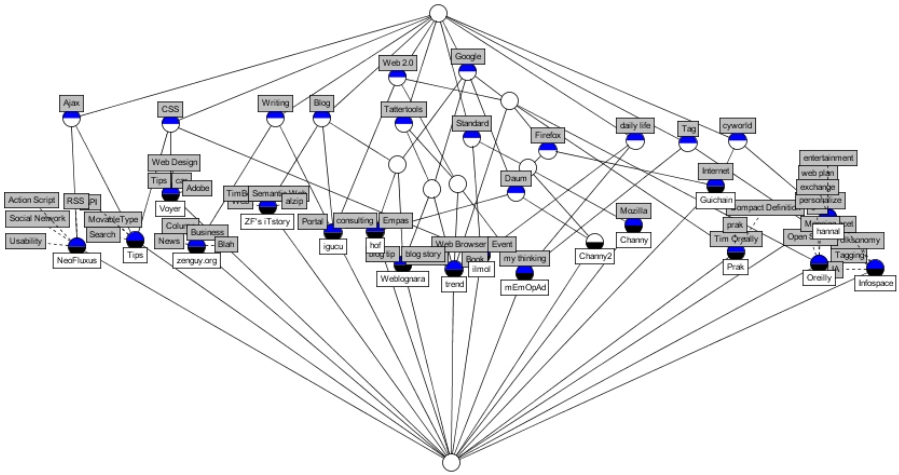 Google
Web 2.0
Ajax
CSS
Writing
Blog
Tattertools
Standard
Firefox
daily life
Tag
cyworld
Web Design
Tips
Adobe
Voyer
Semantic Web
alzip
ZF's iTstory
Daum
Internet
Guichain
entertainment
web plan
exchange
personalize
Action Script
RSS
Social Network
MovableType
Usability
Search
NeoFluxus
Tips
News
Business
Blah
zenguy.org
Portal
consulting
Empas
igucu
hof
blog story
Weblognara
Web Browser
Event
Book
ilmol
trend
my thinking
mEmOpAd
Mozilla
Channy
Channy2
prak
Tim Oreilly
Prak
hannal
Tagging
Oreilly
Infospace